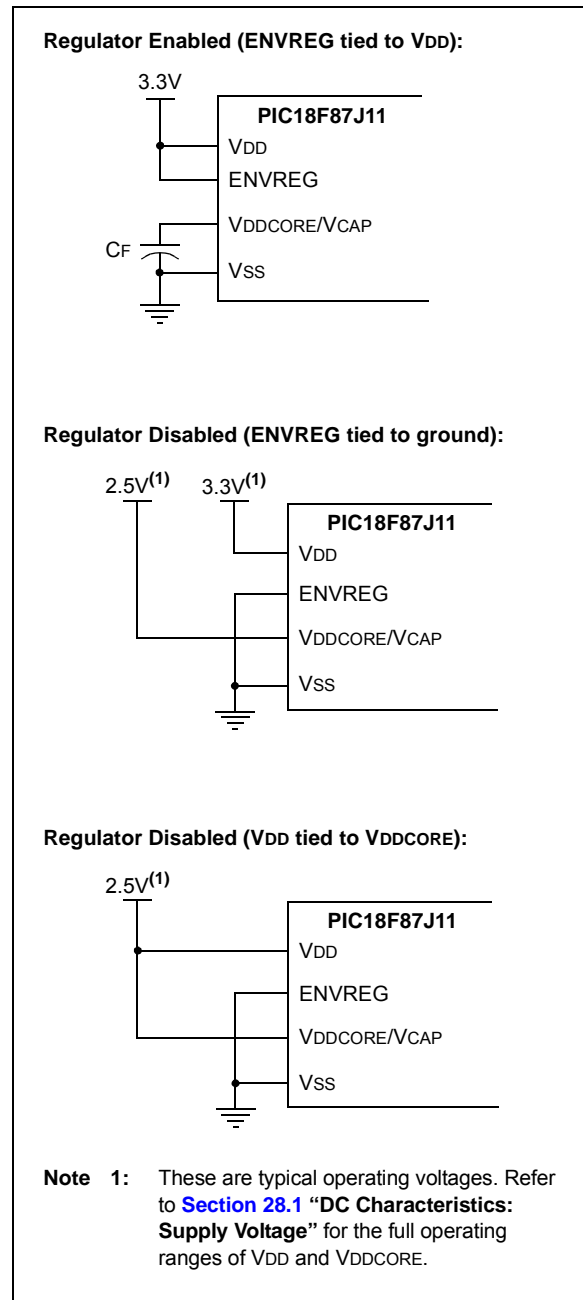 Regulator Enabled (ENVREG tied to VDD):
3.3V
PIC18F87J11
VDD
ENVREG
VDDCORE/VCAP
CF
VSS
Regulator Disabled (ENVREG tied to ground):
2.5V(1) 3.3V(1)
PIC18F87J11
VDD
ENVREG
VDDCORE/VCAP
VSS
Regulator Disabled (VDD tied to VDDCORE):
2.5V(1)
PIC18F87J11
VDD
ENVREG
VDDCORE/VCAP
VSS
Note 1: These are typical operating voltages. Refer
to Section 28.1 “DC Characteristics:
Supply Voltage” for the full operating
ranges of VDD and VDDCORE.